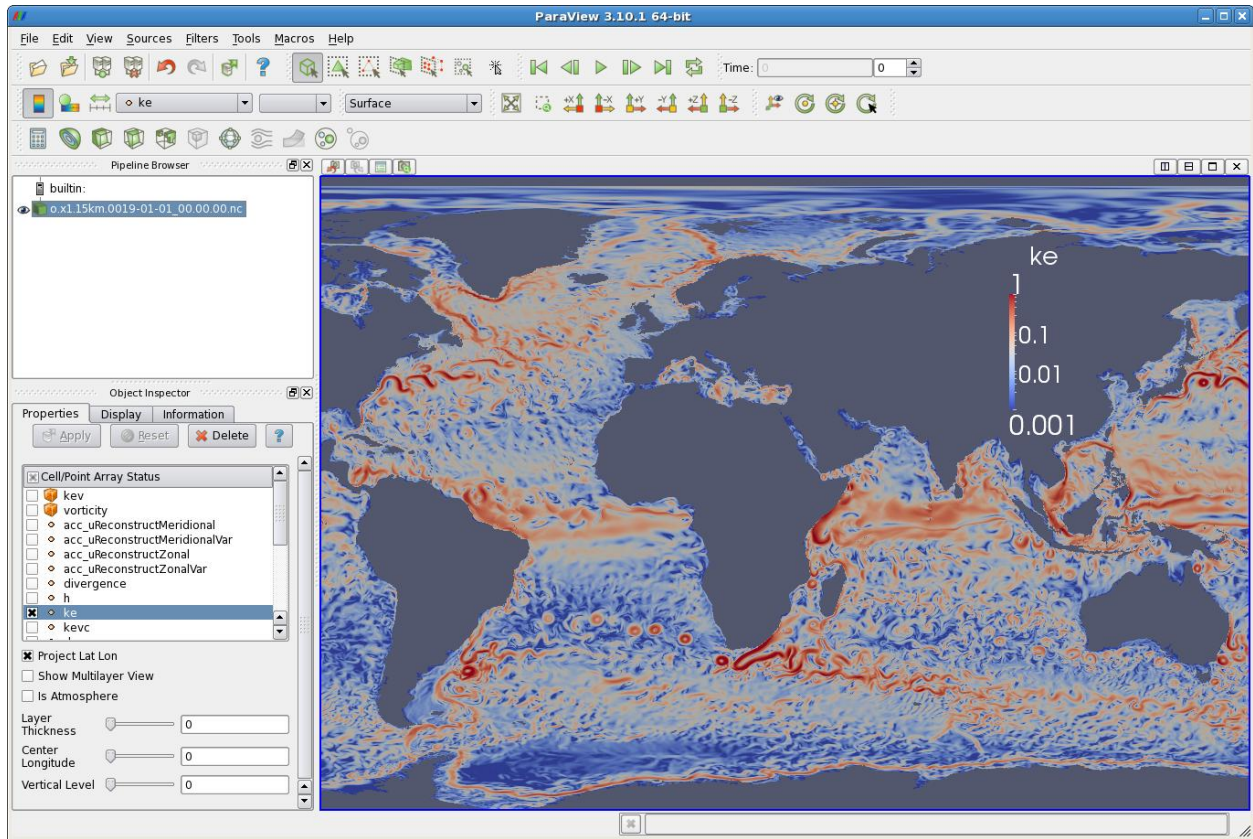 ParaView 3.10.1 64-bit
File Edit View Sources Filters Tools Macros Help
Time: 0 0
ke Surface +X -X +Y -Y +Z -Z
Pipeline Browser
builtin:
o.x1.15km.0019-01-01_00.00.00.nc
Object Inspector
Properties Display Information
Apply Reset Delete ?
Cell/Point Array Status
kev
vorticity
acc_uReconstructMeridional
acc_uReconstructMeridionalVar
acc_uReconstructZonal
acc_uReconstructZonalVar
divergence
h
ke
kevc
Project Lat Lon
Show Multilayer View
Is Atmosphere
Layer Thickness 0
Center Longitude 0
Vertical Level 0
ke
1
0.1
0.01
0.001